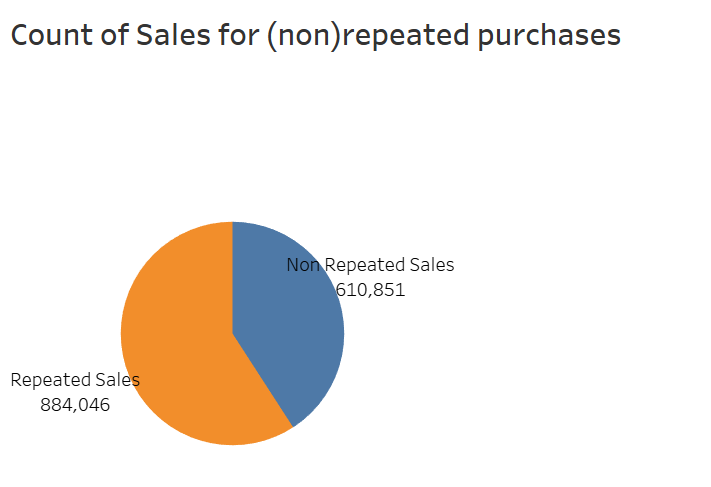 Count of Sales for (non)repeated purchases
Non Repeated Sales
610,851
Repeated Sales
884,046